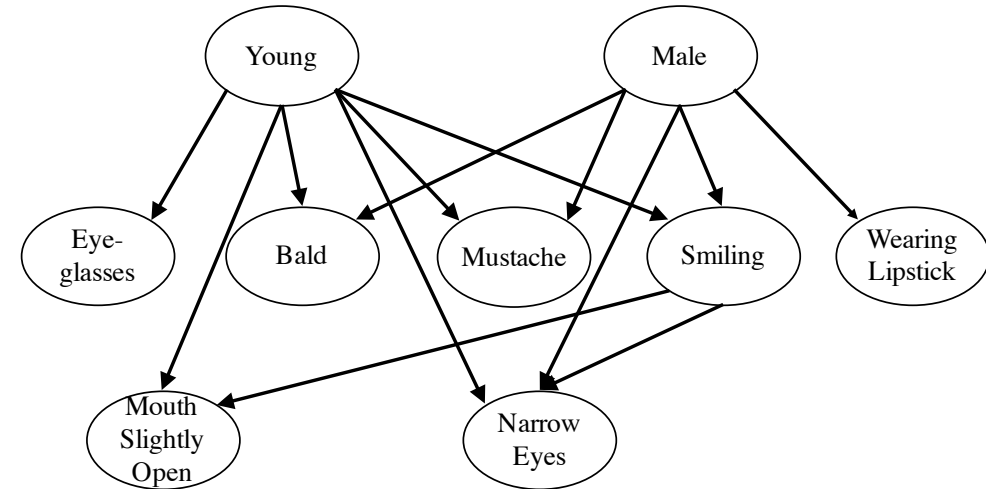 Young
Male
Eye-
glasses
Bald
Mustache
Smiling
Wearing
Lipstick
Mouth
Slightly
Open
Narrow
Eyes